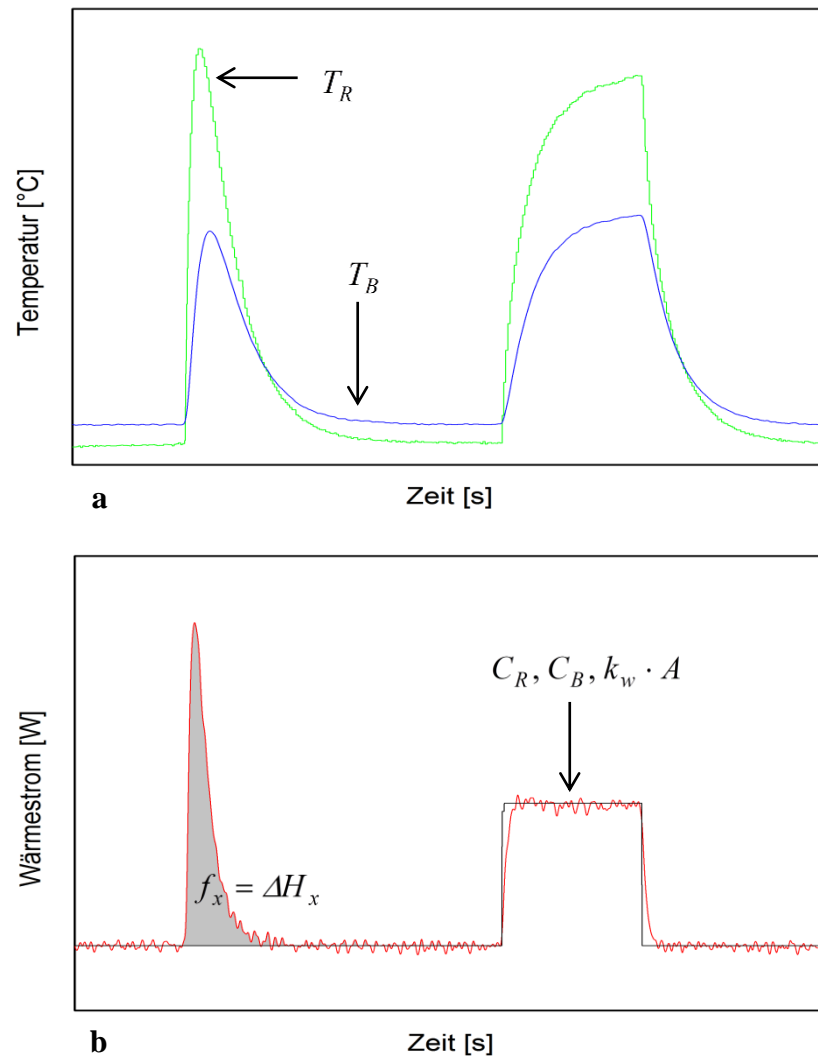 T_R
T_B
Temperatur [°C]
a
Zeit [s]
C_R, C_B, k_w · A
Wärmestrom [W]
f_x = ΔH_x
b
Zeit [s]